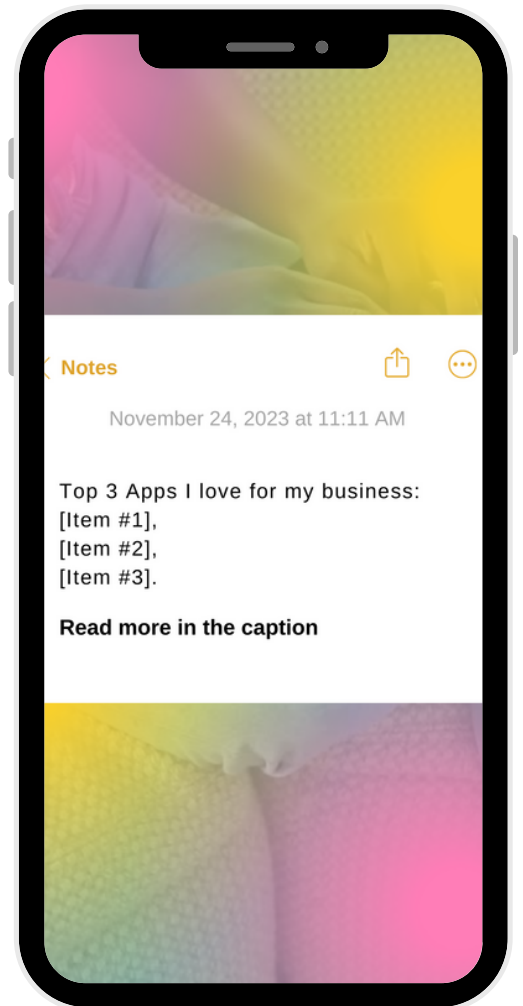 Notes
November 24, 2023 at 11:11 AM
Top 3 Apps I love for my business:
[Item #1],
[Item #2],
[Item #3].
Read more in the caption